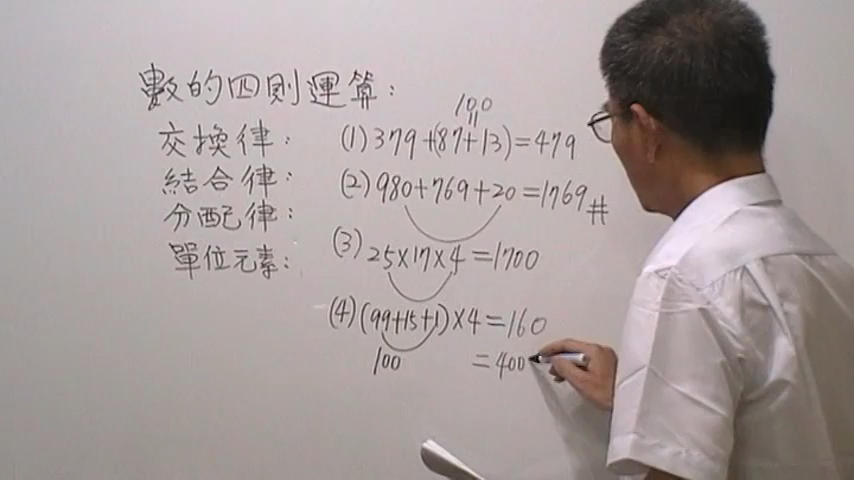 數的四則運算:
交換律:
結合律:
分配律:
單位元素:
100
=
(1) 379+(87+13)=479
(2) 980+769+20=1769#
(3) 25×17×4=1700
(4) (99+15+1)×4=160
100
=400